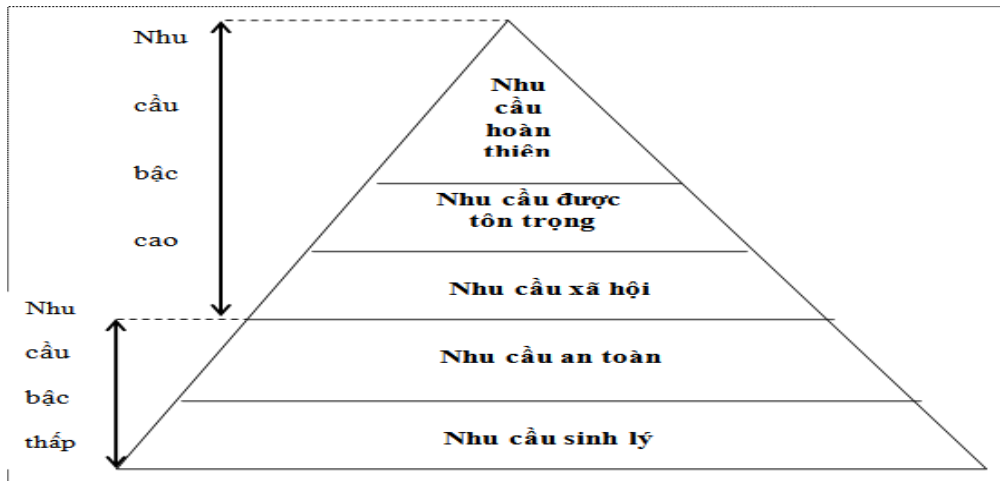 Nhu
cầu
bậc
cao
Nhu
cầu
bậc
thấp
Nhu
cầu
hoàn
thiên
Nhu cầu được
tôn trọng
Nhu cầu xã hội
Nhu cầu an toàn
Nhu cầu sinh lý